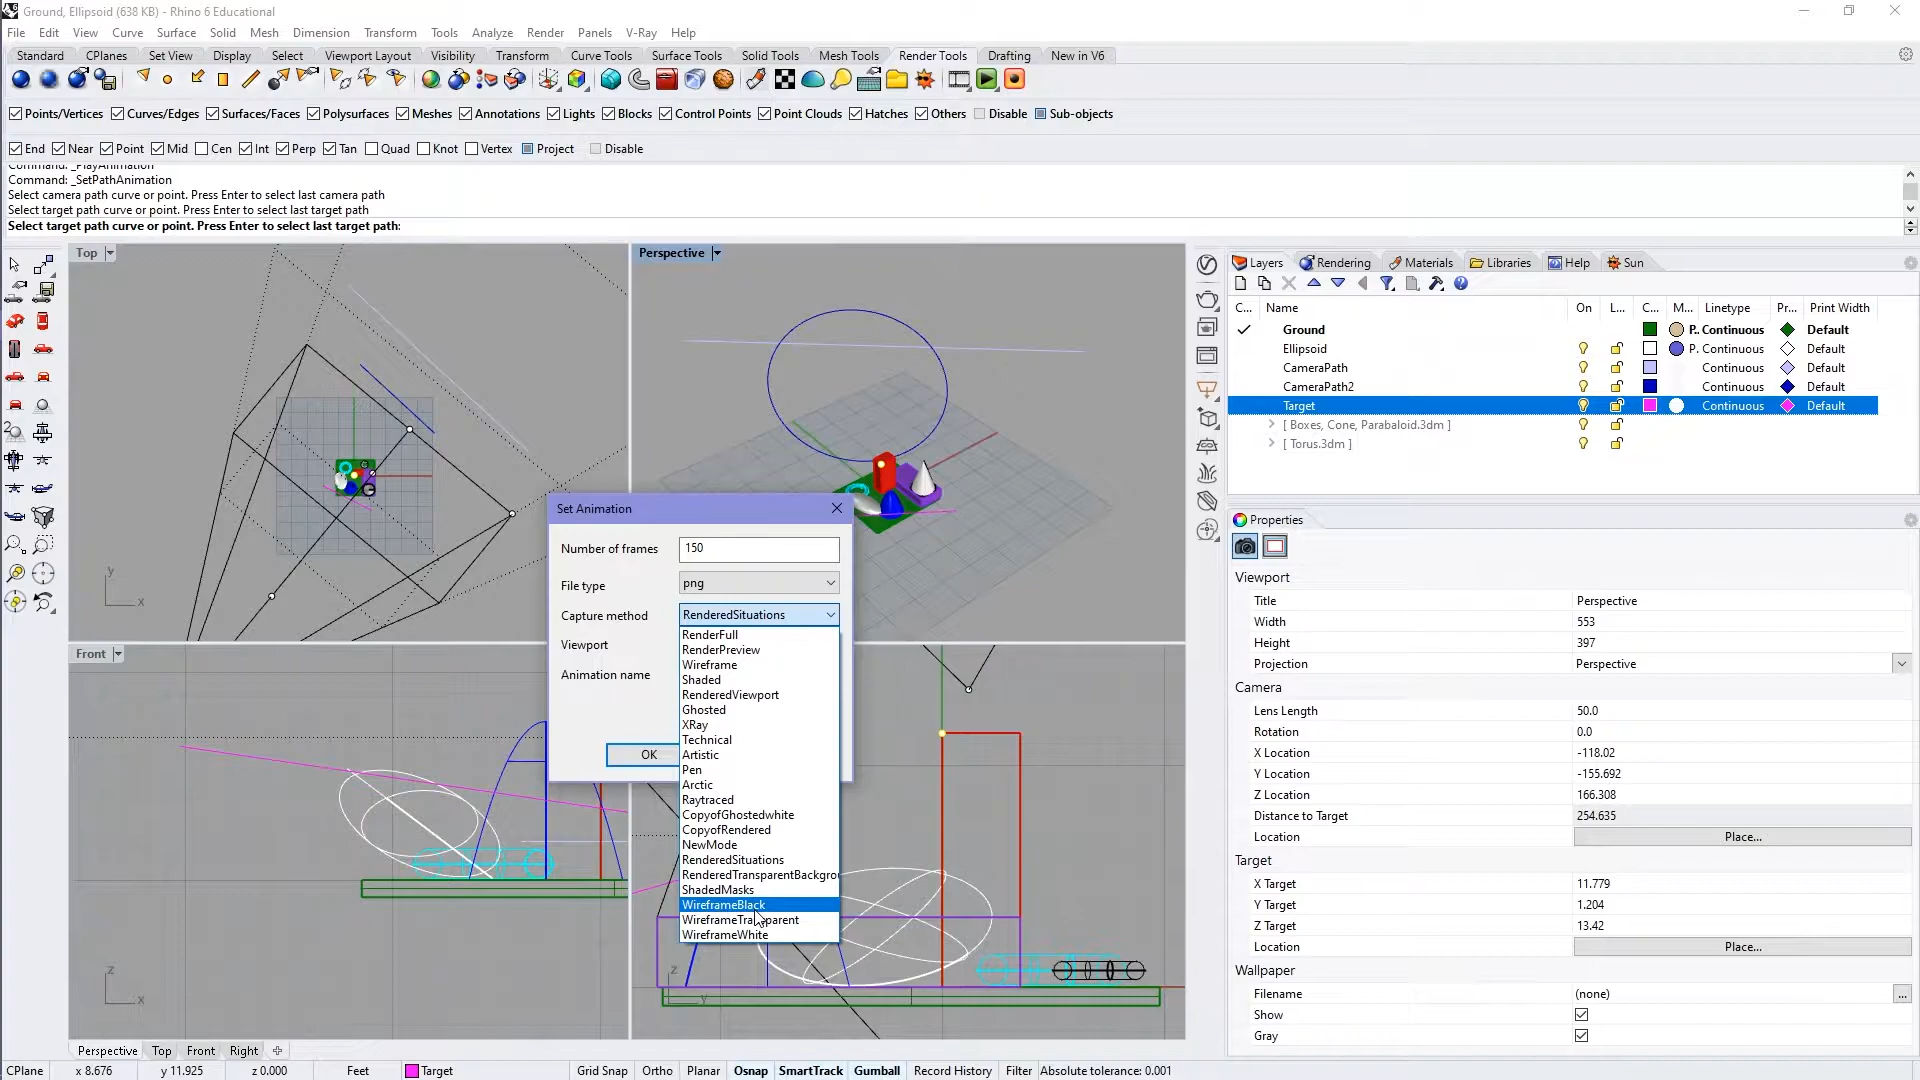 Ground, Ellipsoid (638 KB) - Rhino 6 Educational
File Edit View Curve Surface Solid Mesh Dimension Transform Tools Analyze Render Panels V-Ray Help
Standard CPlanes Set View Display Select Viewport Layout Visibility Transform Curve Tools Surface Tools Solid Tools Mesh Tools Render Tools Drafting New in V6
Points/Vertices Curves/Edges Surfaces/Faces Polysurfaces Meshes Annotations Lights Blocks Control Points Point Clouds Hatches Others Disable Sub-objects
End Near Point Mid Cen Int Perp Tan Quad Knot Vertex Project Disable
Command: _PlayAnimation
Command: _SetPathAnimation
Select camera path curve or point. Press Enter to select last camera path
Select target path curve or point. Press Enter to select last target path
Select target path curve or point. Press Enter to select last target path:
Top
y
x
Perspective
Front
z
x
z
y
Set Animation
Number of frames 150
File type png
Capture method RenderedSituations
Viewport
Animation name
OK
RenderFull
RenderPreview
Wireframe
Shaded
RenderedViewport
Ghosted
XRay
Technical
Artistic
Pen
Arctic
Raytraced
CopyofGhostedwhite
CopyofRendered
NewMode
RenderedSituations
RenderedTransparentBackgrou
ShadedMasks
WireframeBlack
WireframeTransparent
WireframeWhite
Layers Rendering Materials Libraries Help Sun
C... Name On L... C... M... Linetype Pr... Print Width
Ground P.. Continuous Default
Ellipsoid P. Continuous Default
CameraPath Continuous Default
CameraPath2 Continuous Default
Target Continuous Default
[ Boxes, Cone, Parabaloid.3dm ]
[ Torus.3dm ]
Properties
Viewport
Title Perspective
Width 553
Height 397
Projection Perspective
Camera
Lens Length 50.0
Rotation 0.0
X Location -118.02
Y Location -155.692
Z Location 166.308
Distance to Target 254.635
Location Place...
Target
X Target 11.779
Y Target 1.204
Z Target 13.42
Location Place...
Wallpaper
Filename (none) ...
Show
Gray
Perspective Top Front Right
CPlane x 8.676 y 11.925 z 0.000 Feet Target Grid Snap Ortho Planar Osnap SmartTrack Gumball Record History Filter Absolute tolerance: 0.001